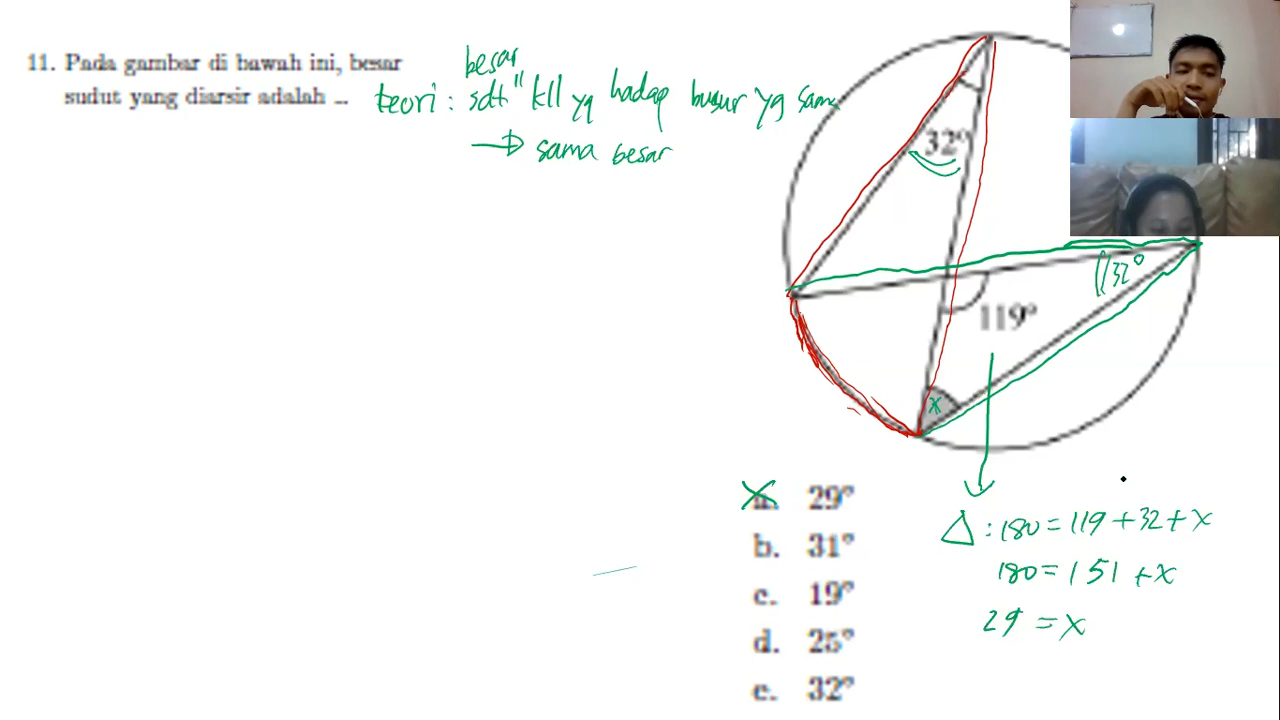 11. Pada gambar di bawah ini, besar
sudut yang diarsir adalah ...
besar
teori : sdt" kll yg hadap busur yg sama
→ sama besar
32°
32°
119°
x
a. 29°
b. 31°
c. 19°
d. 25°
e. 32°
Δ : 180 = 119 + 32 + x
180 = 151 + x
29 = x